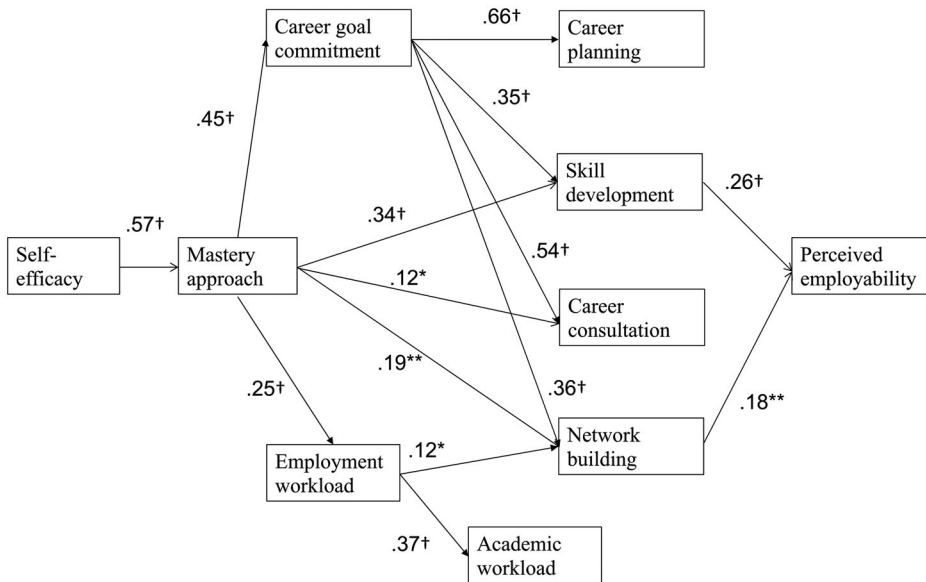 Career goal
commitment
.66†
Career
planning
.35†
.45†
Skill
development
.26†
.34†
.57†
Self-
efficacy
Mastery
approach
.54†
.12*
Perceived
employability
Career
consultation
.19**
.36†
.25†
.18**
Network
building
.12*
Employment
workload
.37†
Academic
workload